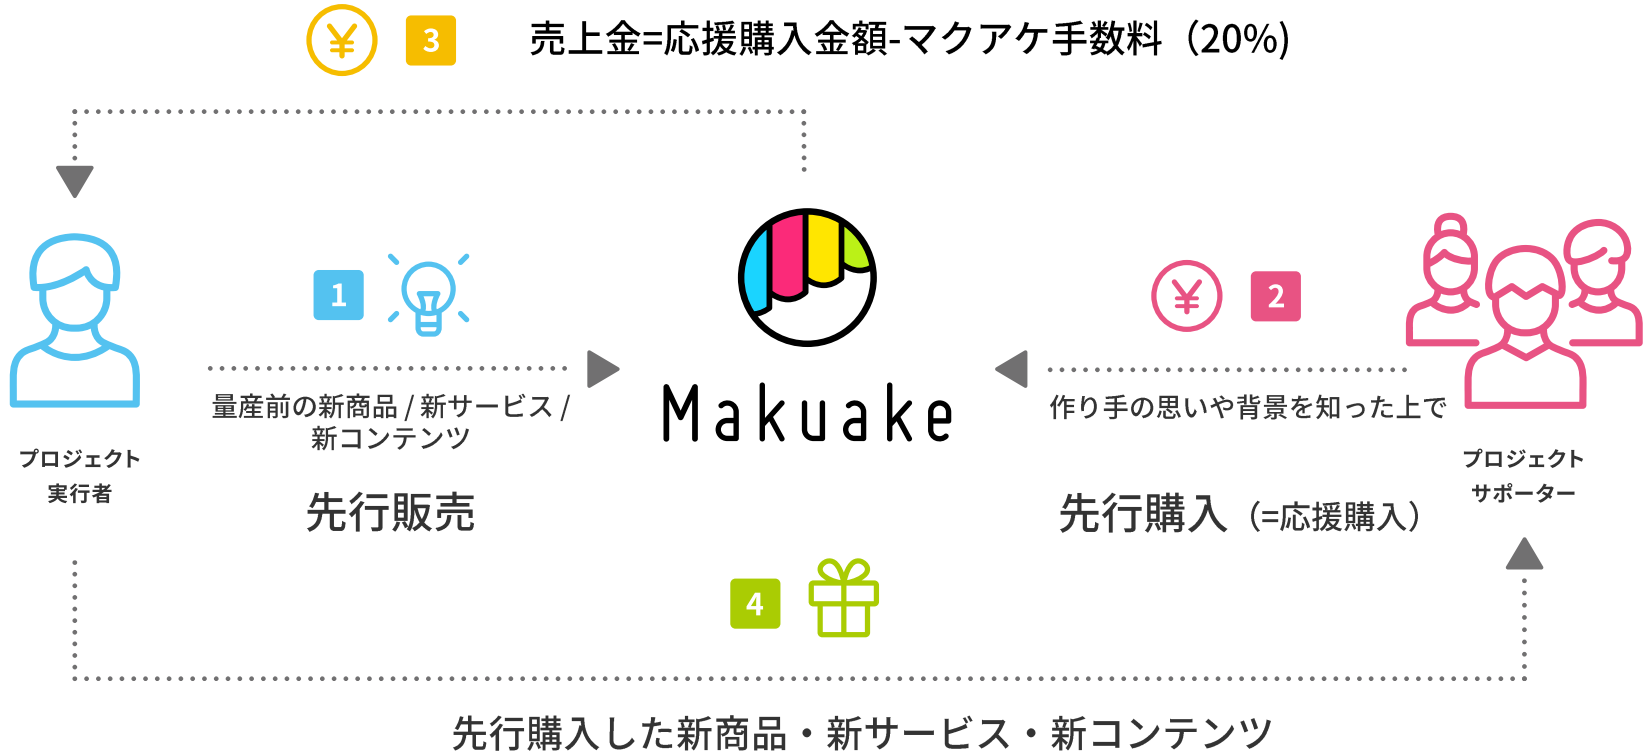 3
売上金=応援購入金額-マクアケ手数料（20%)
1
量産前の新商品 / 新サービス /
新コンテンツ
先行販売
プロジェクト
実行者
Makuake
2
作り手の思いや背景を知った上で
先行購入（=応援購入）
プロジェクト
サポーター
4
先行購入した新商品・新サービス・新コンテンツ